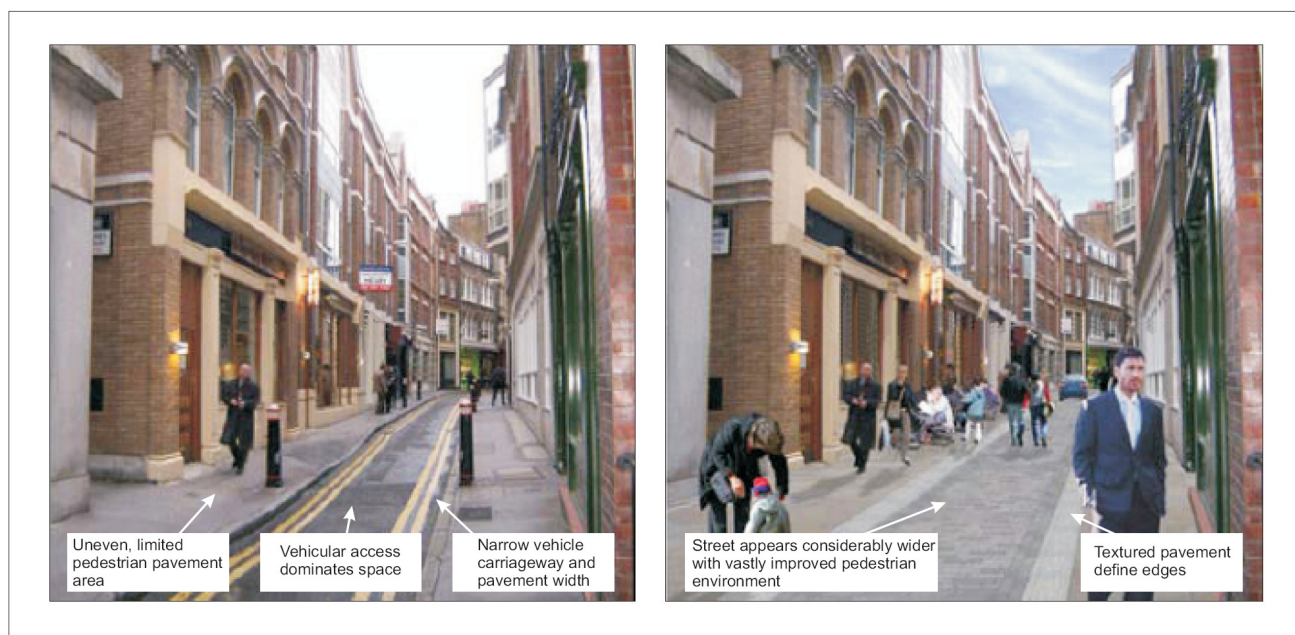 Uneven, limited
pedestrian pavement
area
Vehicular access
dominates space
Narrow vehicle
carriageway and
pavement width
Street appears considerably wider
with vastly improved pedestrian
environment
Textured pavement
define edges